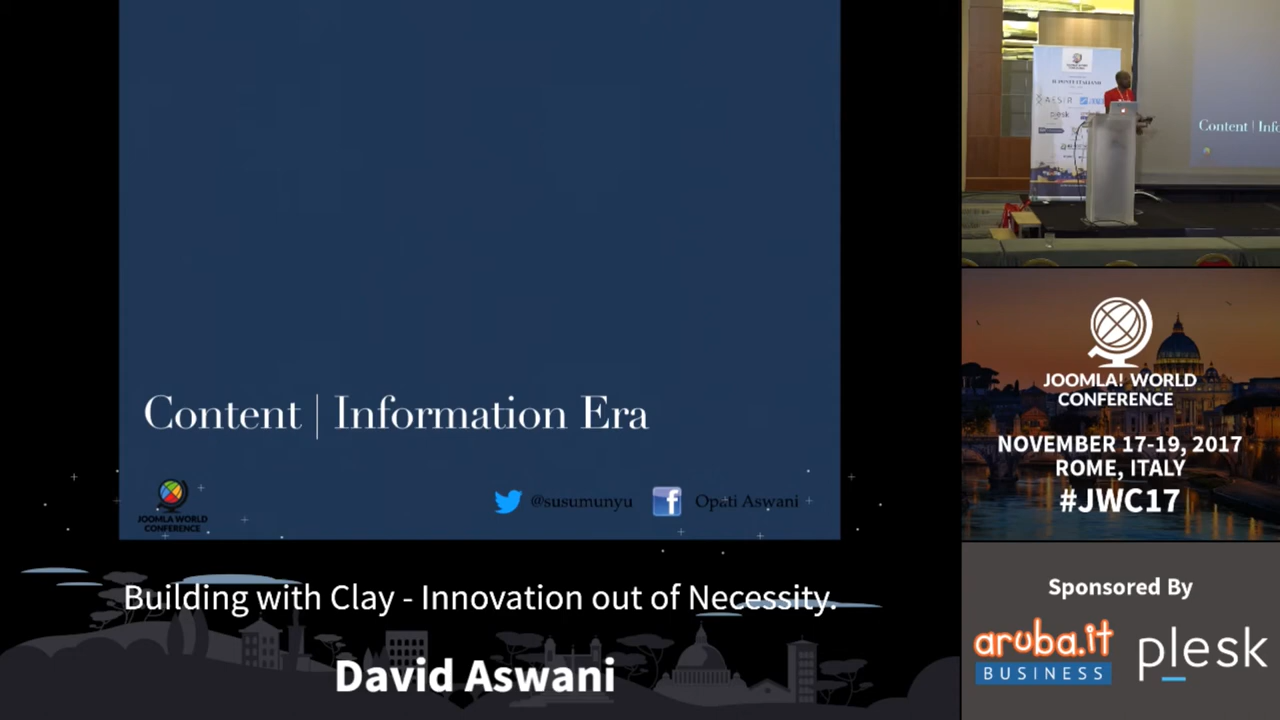 Content | Information Era
JOOMLA WORLD
CONFERENCE
@susumunyu
Opati Aswani
Building with Clay - Innovation out of Necessity.
David Aswani
plesk
Content | Info
JOOMLA! WORLD
CONFERENCE
NOVEMBER 17-19, 2017
ROME, ITALY
#JWC17
Sponsored By
aruba.it
BUSINESS
plesk